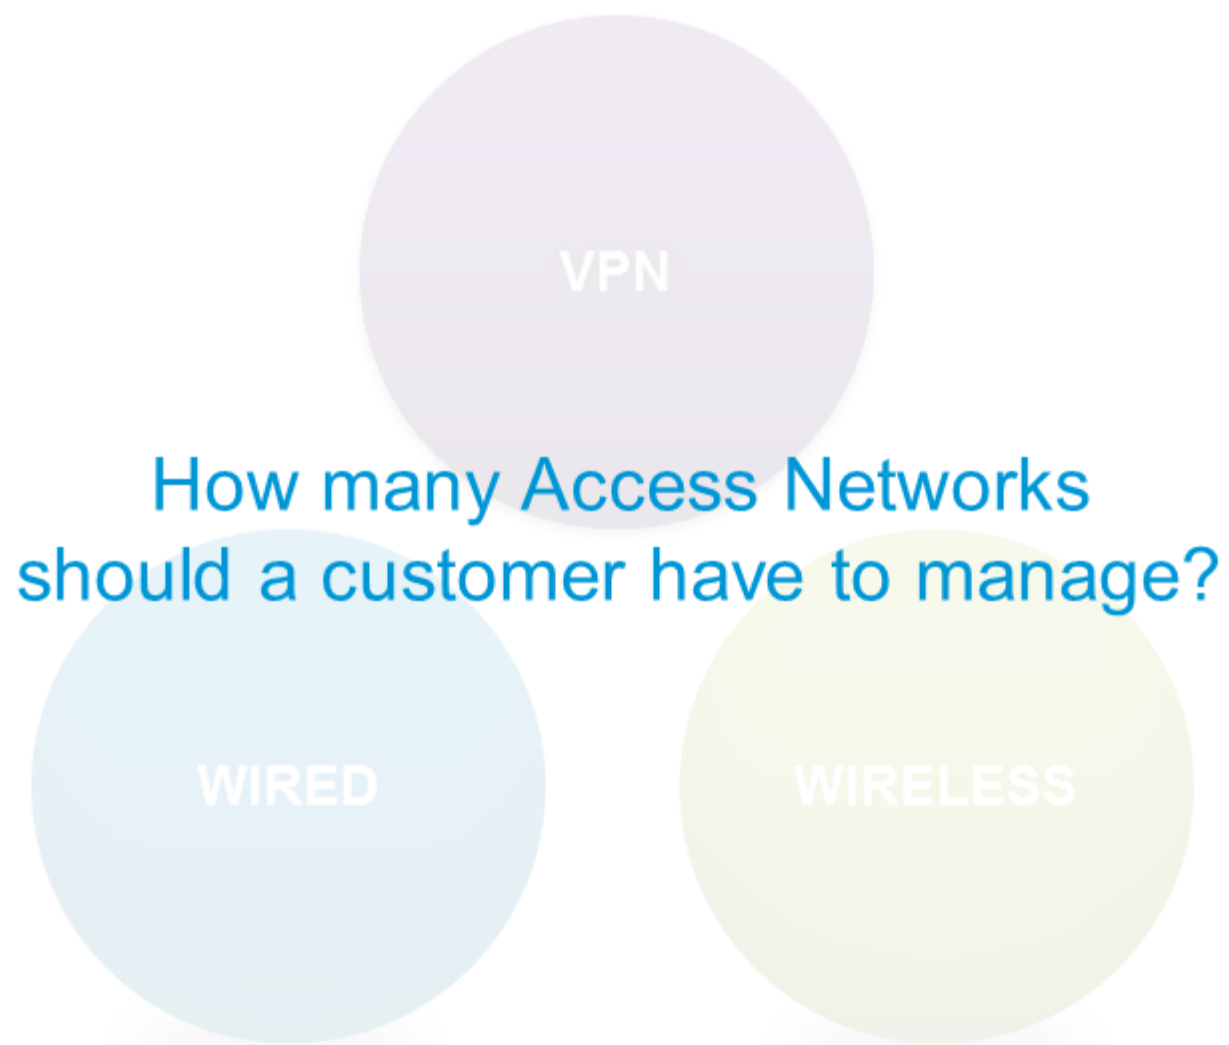 VPN
How many Access Networks
should a customer have to manage?
WIRED
WIRELESS